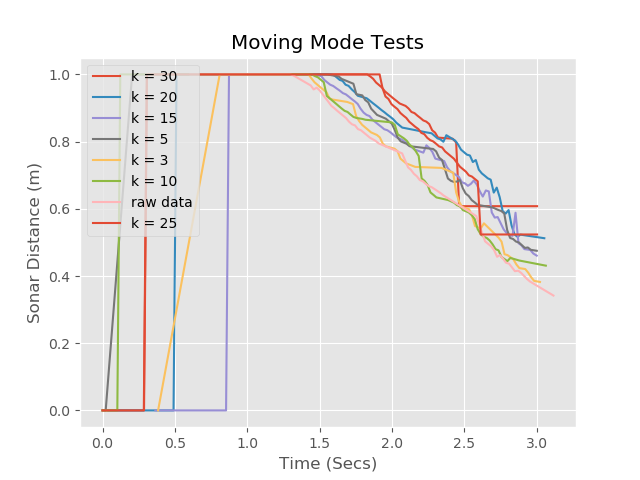 Moving Mode Tests
k = 30
k = 20
k = 15
k = 5
k = 3
k = 10
raw data
k = 25
1.0
0.8
0.6
0.4
0.2
0.0
Sonar Distance (m)
0.0 0.5 1.0 1.5 2.0 2.5 3.0
Time (Secs)